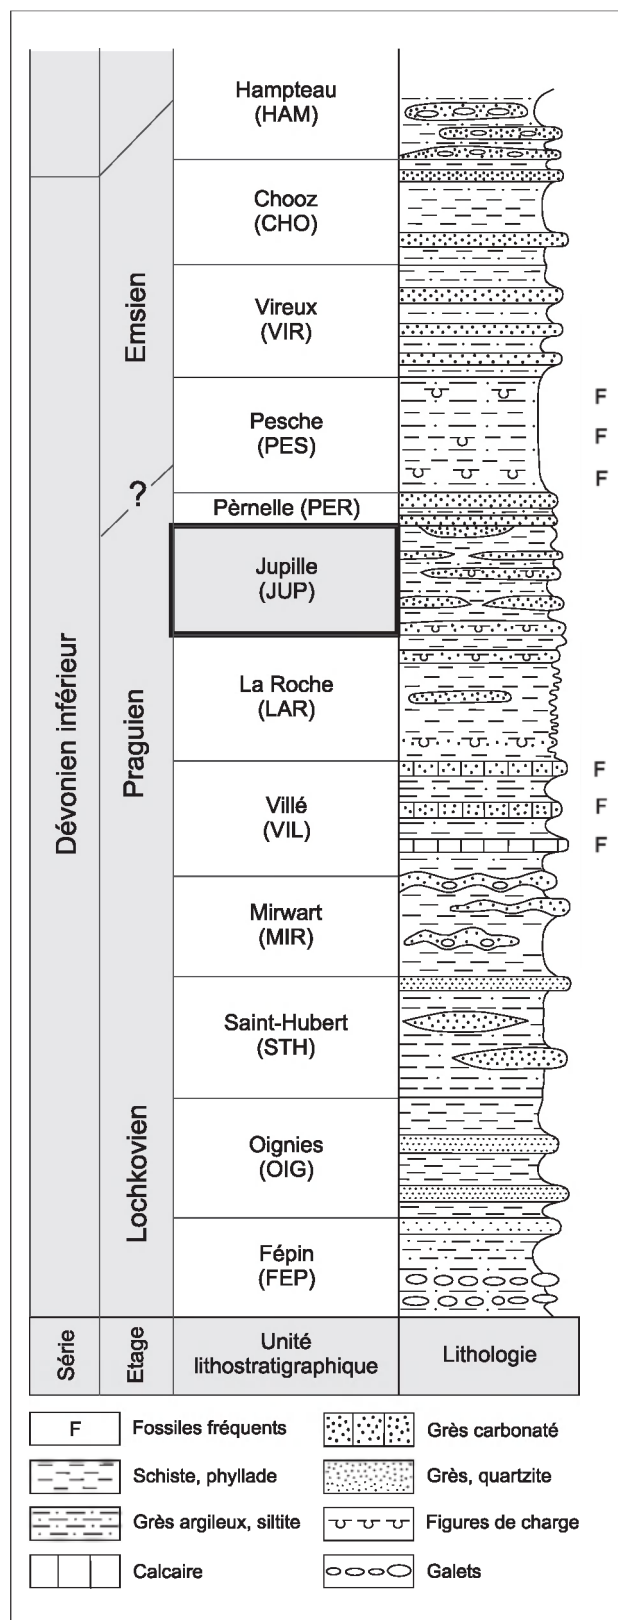 Hampteau
(HAM)
Chooz
(CHO)
Vireux
(VIR)
Pesche
(PES)
Pèrnelle (PER)
Jupille
(JUP)
La Roche
(LAR)
Villé
(VIL)
Mirwart
(MIR)
Saint-Hubert
(STH)
Oignies
(OIG)
Fépin
(FEP)
Emsien
?
Praguien
Lochkovien
Dévonien inférieur
F
F
F
F
F
F
Série
Etage
Unité
lithostratigraphique
Lithologie
F
Fossiles fréquents
Schiste, phyllade
Grès argileux, siltite
Calcaire
Grès carbonaté
Grès, quartzite
Figures de charge
Galets